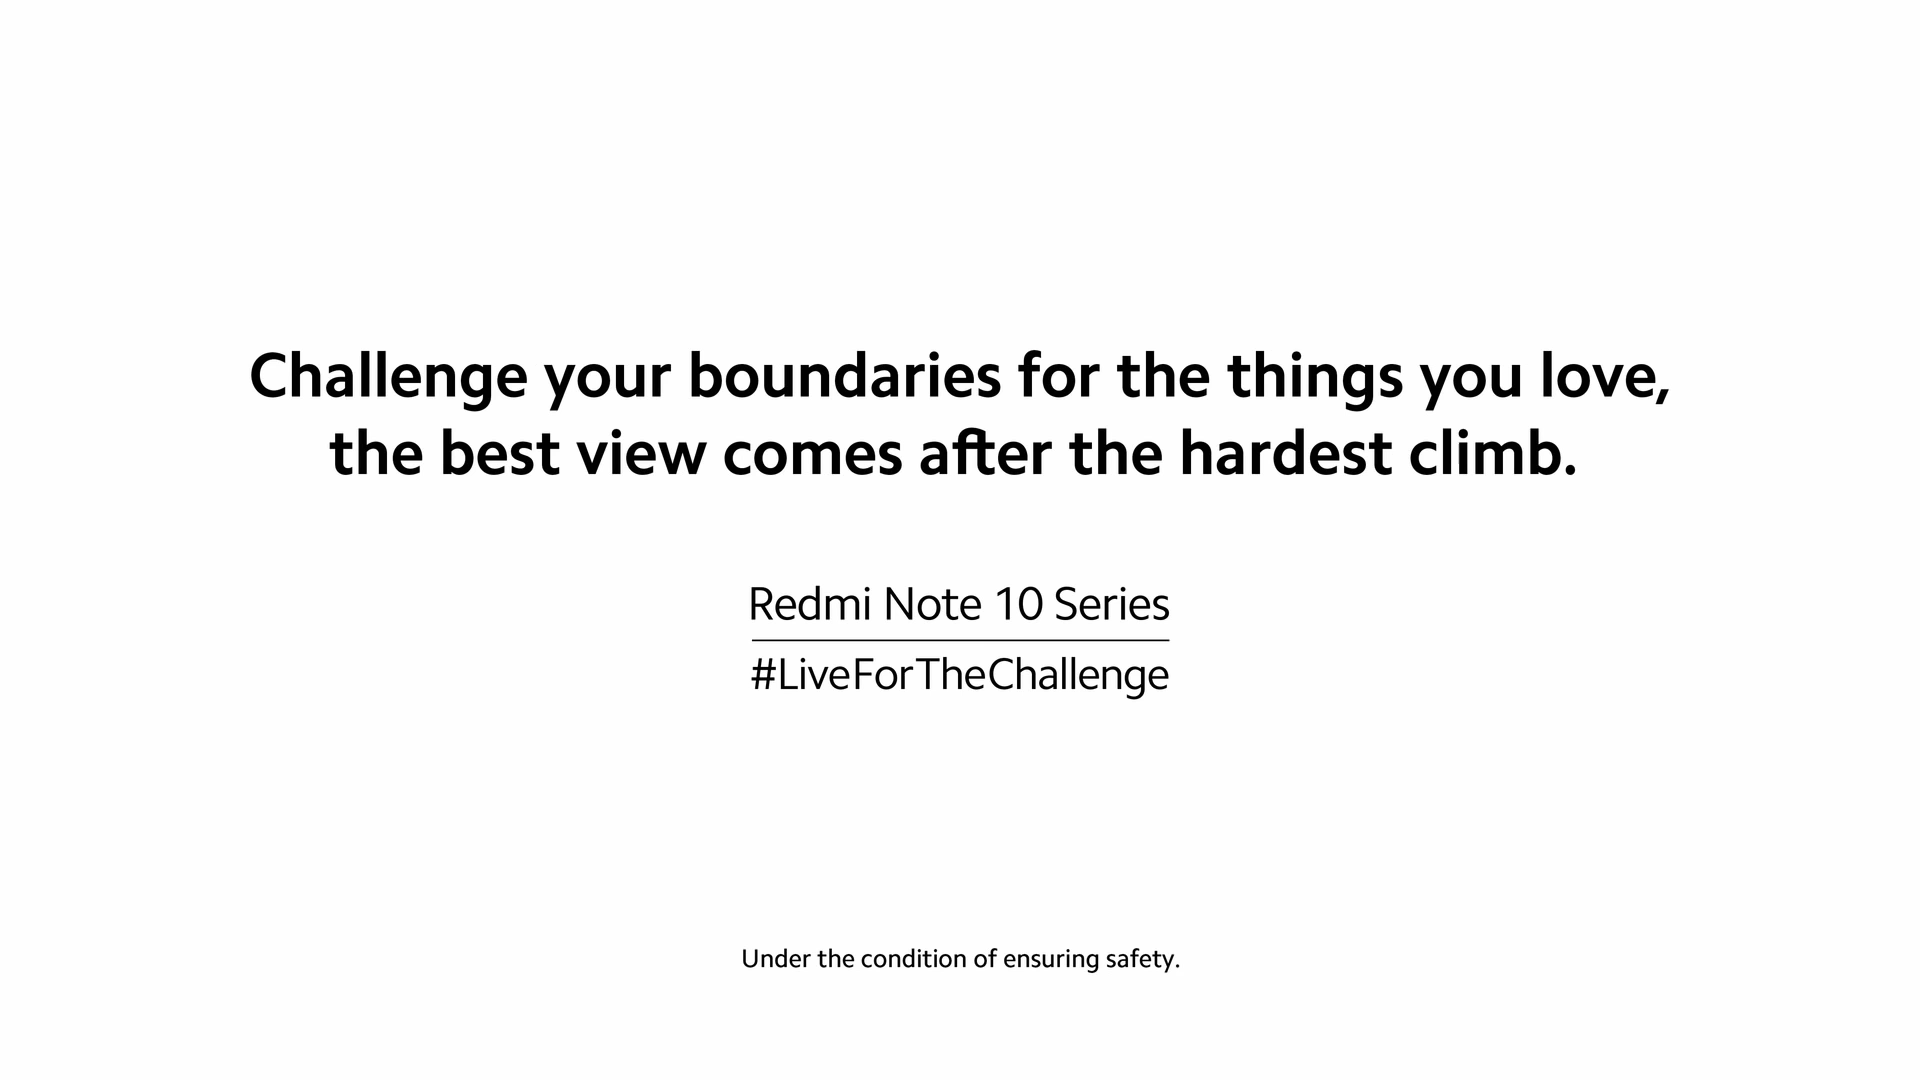 Challenge your boundaries for the things you love,
the best view comes after the hardest climb.
Redmi Note 10 Series
#LiveForTheChallenge
Under the condition of ensuring safety.